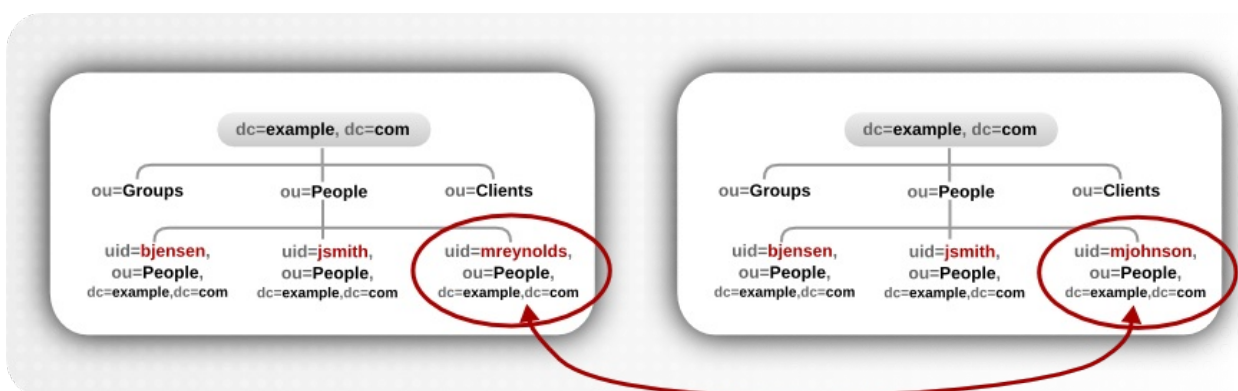 dc=example, dc=com
ou=Groups
ou=People
ou=Clients
uid=bjensen,
ou=People,
dc=example,dc=com
uid=jsmith,
ou=People,
dc=example,dc=com
uid=mreynolds,
ou=People,
dc=example,dc=com
dc=example, dc=com
ou=Groups
ou=People
ou=Clients
uid=bjensen,
ou=People,
dc=example,dc=com
uid=jsmith,
ou=People,
dc=example,dc=com
uid=mjohnson,
ou=People,
dc=example,dc=com